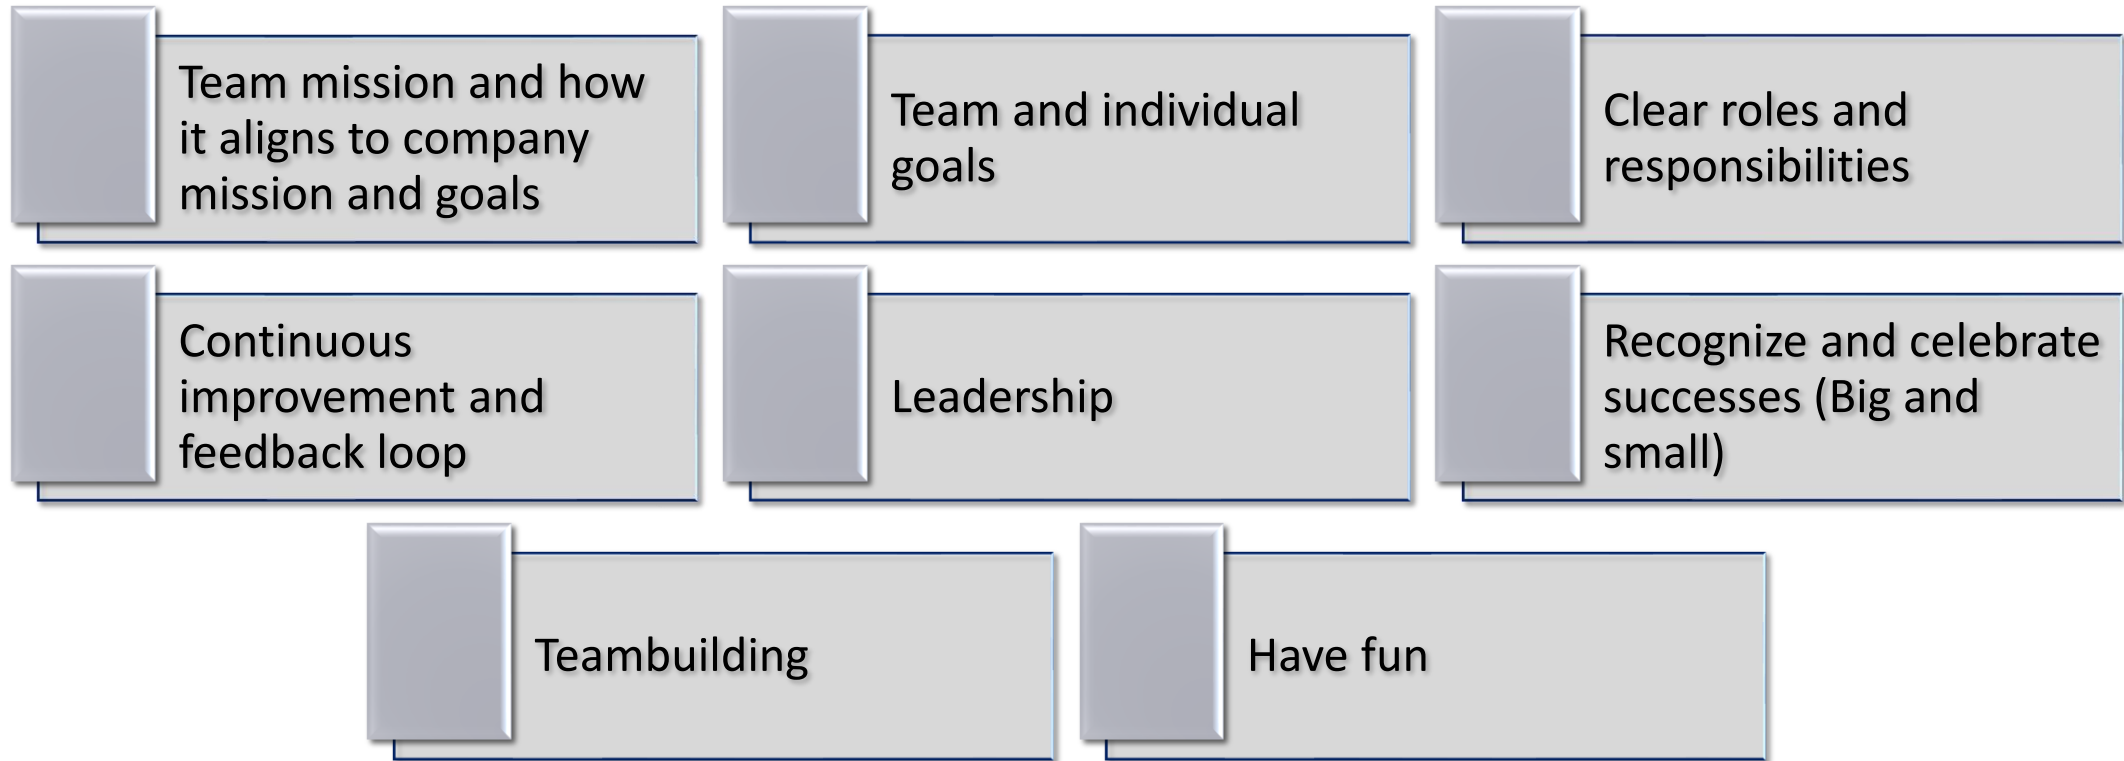 Team mission and how
it aligns to company
mission and goals
Team and individual
goals
Clear roles and
responsibilities
Continuous
improvement and
feedback loop
Leadership
Recognize and celebrate
successes (Big and
small)
Teambuilding
Have fun